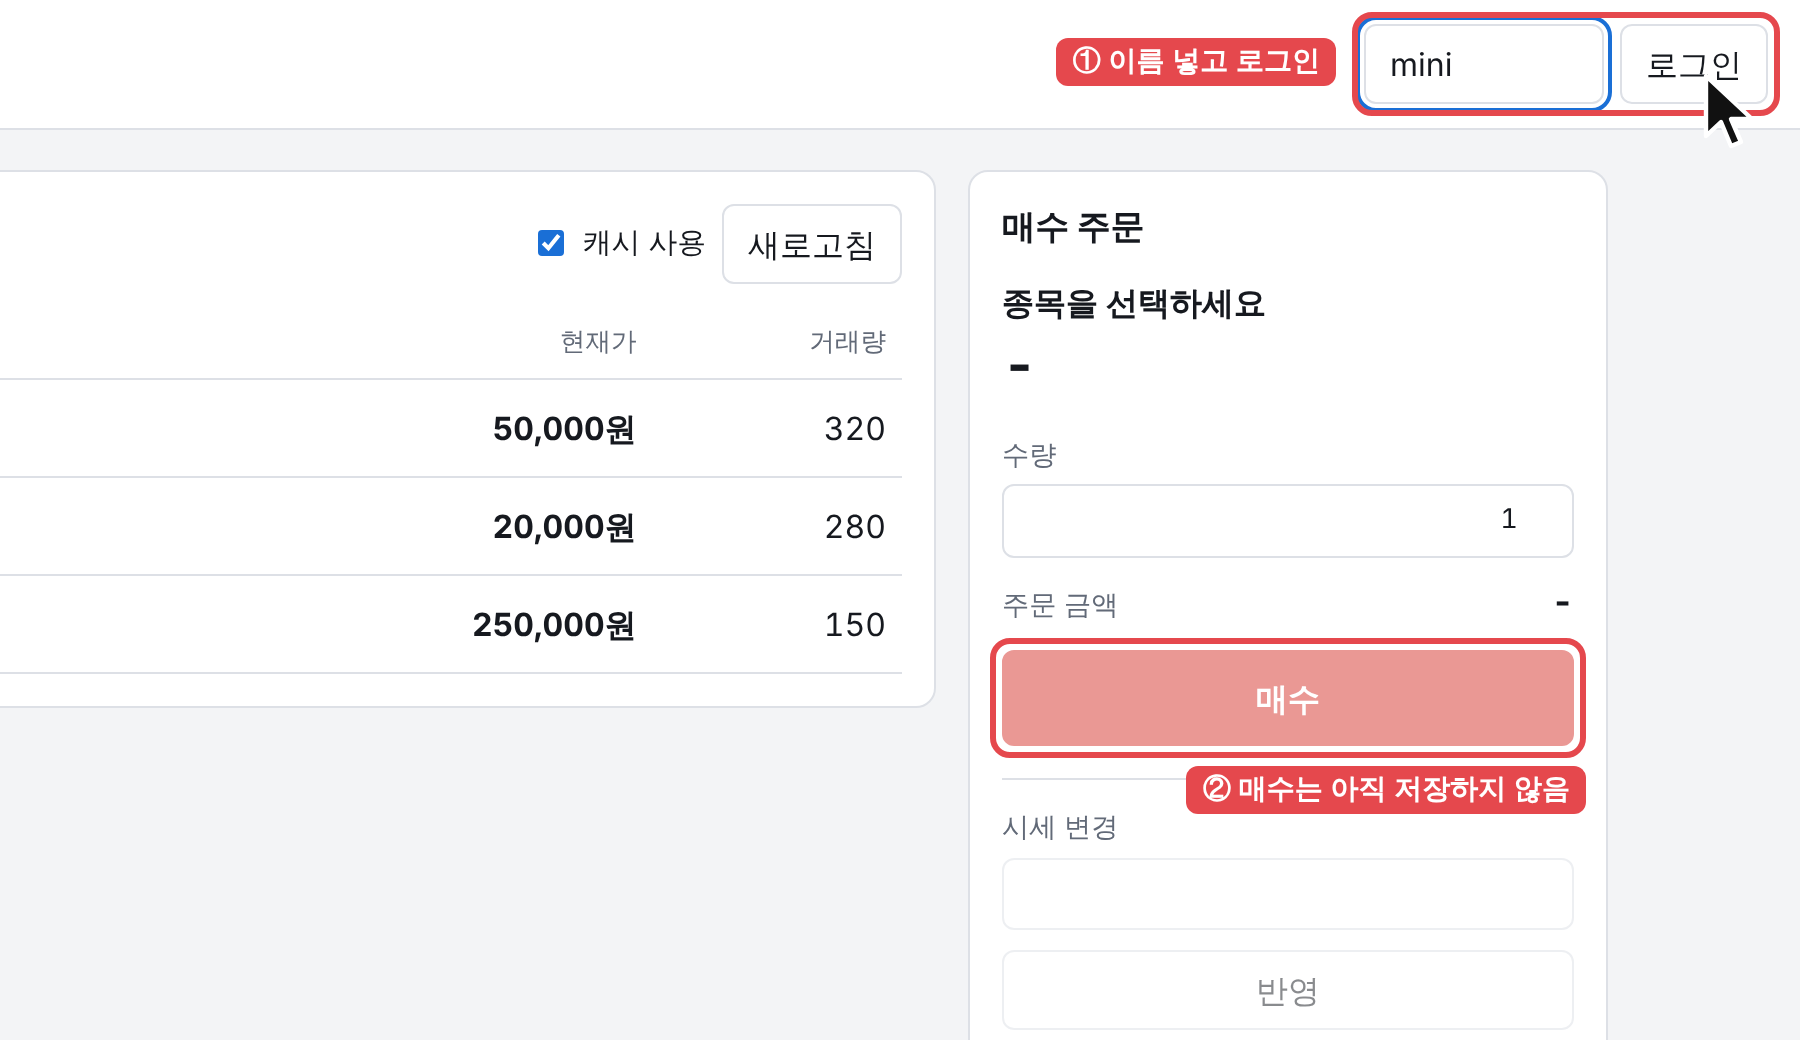 ① 이름 넣고 로그인
mini
로그인
캐시 사용
새로고침
현재가 거래량
50,000원 320
20,000원 280
250,000원 150
매수 주문
종목을 선택하세요
-
수량
1
주문 금액 -
매수
② 매수는 아직 저장하지 않음
시세 변경
반영